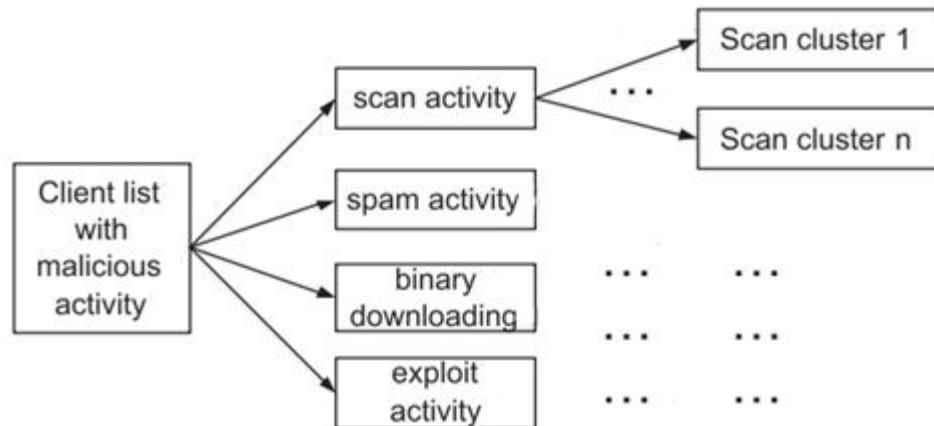 Client list
with
malicious
activity
scan activity
spam activity
binary
downloading
exploit
activity
...
Scan cluster 1
Scan cluster n
... ...
... ...
... ...